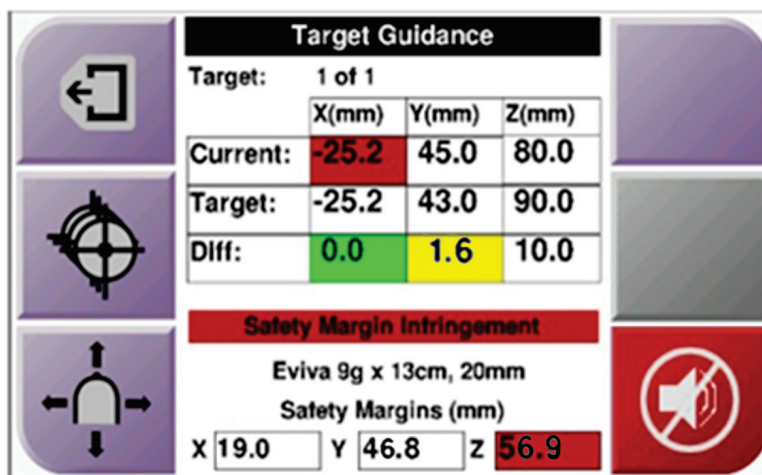 Target Guidance
Target: 1 of 1
X(mm) Y(mm) Z(mm)
Current: -25.2 45.0 80.0
Target: -25.2 43.0 90.0
Diff: 0.0 1.6 10.0
Safety Margin Infringement
Eviva 9g x 13cm, 20mm
Safety Margins (mm)
X 19.0 Y 46.8 Z 56.9